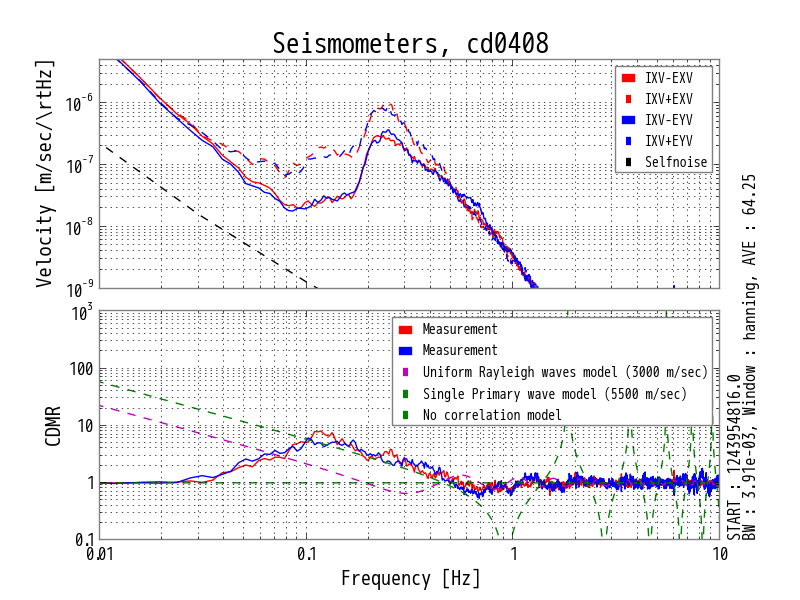 Seismometers, cd0408
Velocity [m/sec/\rtHz]
10^-6
10^-7
10^-8
10^-9
IXV-EXV
IXV+EXV
IXV-EYV
IXV+EYV
Selfnoise
CDMR
10^3
100
10
1
0.1
Measurement
Measurement
Uniform Rayleigh waves model (3000 m/sec)
Single Primary wave model (5500 m/sec)
No correlation model
0.01
0.1
1
10
Frequency [Hz]
START : 1243954816.0
BW : 3.91e-03, Window : hanning, AVE : 64.25